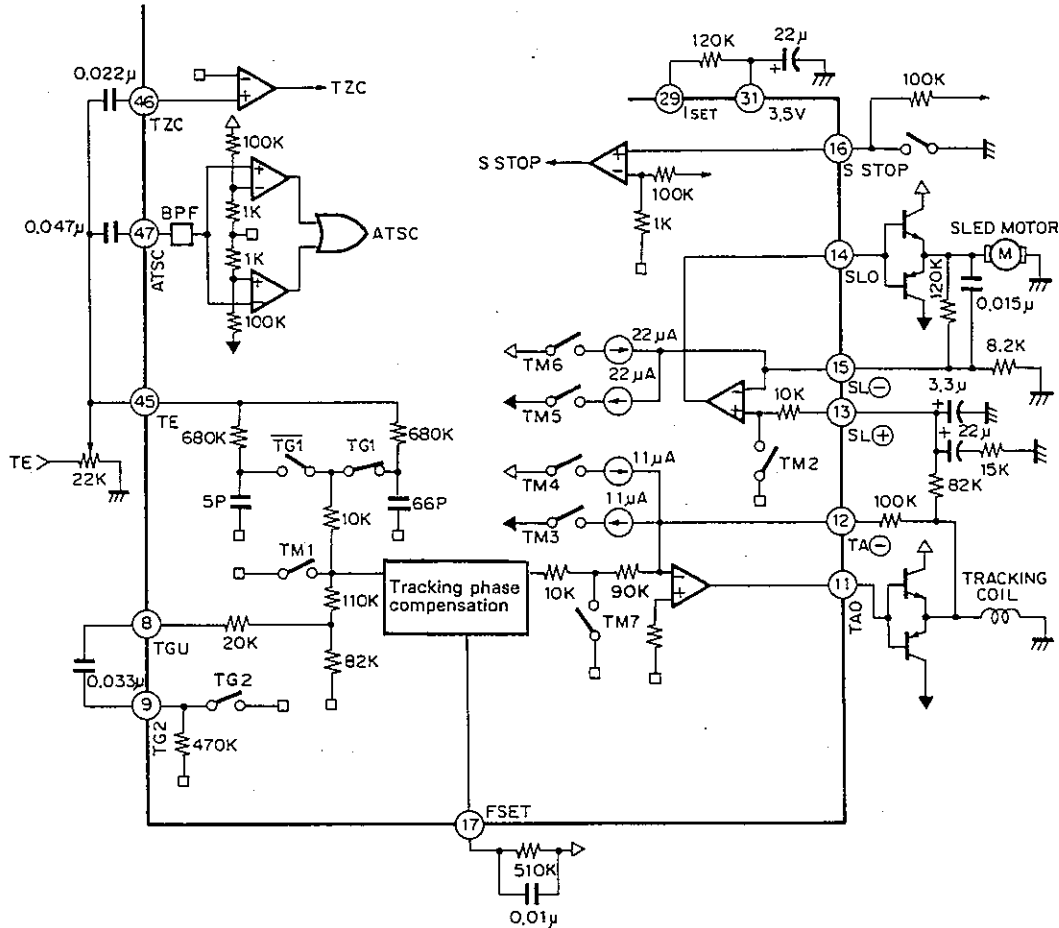 0.022μ
46
TZC
TZC
100K
1K
1K
100K
0.047μ
47
BPF
ATSC
ATSC
120K
22μ
+
29
ISET
31
3.5V
100K
16
S STOP
S STOP
100K
1K
14
SLO
SLED MOTOR
M
120K
0.015μ
22μA
TM6
22μA
TM5
15
SL⊖
8.2K
10K
13
SL⊕
3.3μ
+
22μ
+
15K
82K
TM2
11μA
TM4
11μA
TM3
12
TA⊖
100K
45
TE
680K
TG1
TG1
680K
TE
22K
5P
66P
10K
TM1
110K
Tracking phase
compensation
10K
90K
TM7
11
TAO
TRACKING
COIL
8
TGU
20K
82K
0.033μ
9
TG2
TG2
470K
FSET
17
510K
0.01μ